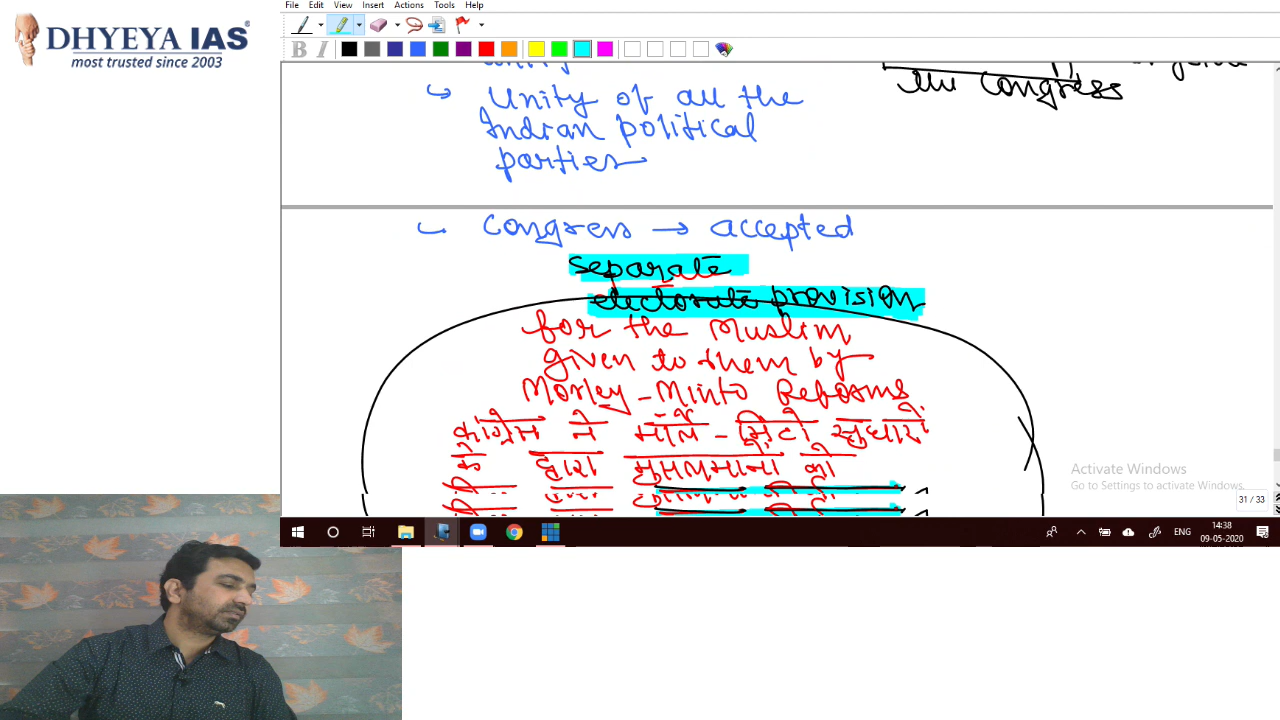 DHYEYA IAS
most trusted since 2003
File Edit View Insert Actions Tools Help
B I
the Congress
unity
Unity of all the
Indian political
parties
Congress → accepted
separate
electorate provision
for the Muslim
given to them by
Morley-Minto Reforms
कांग्रेस ने मार्ले-मिंटो सुधारों
के द्वारा मुसलमानों को
Activate Windows
Go to Settings to activate Windows.
31 / 33
ENG
14:38
09-05-2020